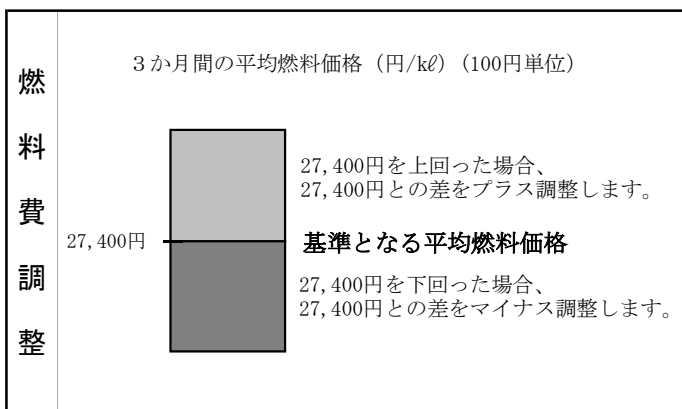 燃料費調整
３か月間の平均燃料価格（円/kℓ）（100円単位）
27,400円を上回った場合、
27,400円との差をプラス調整します。
27,400円
基準となる平均燃料価格
27,400円を下回った場合、
27,400円との差をマイナス調整します。